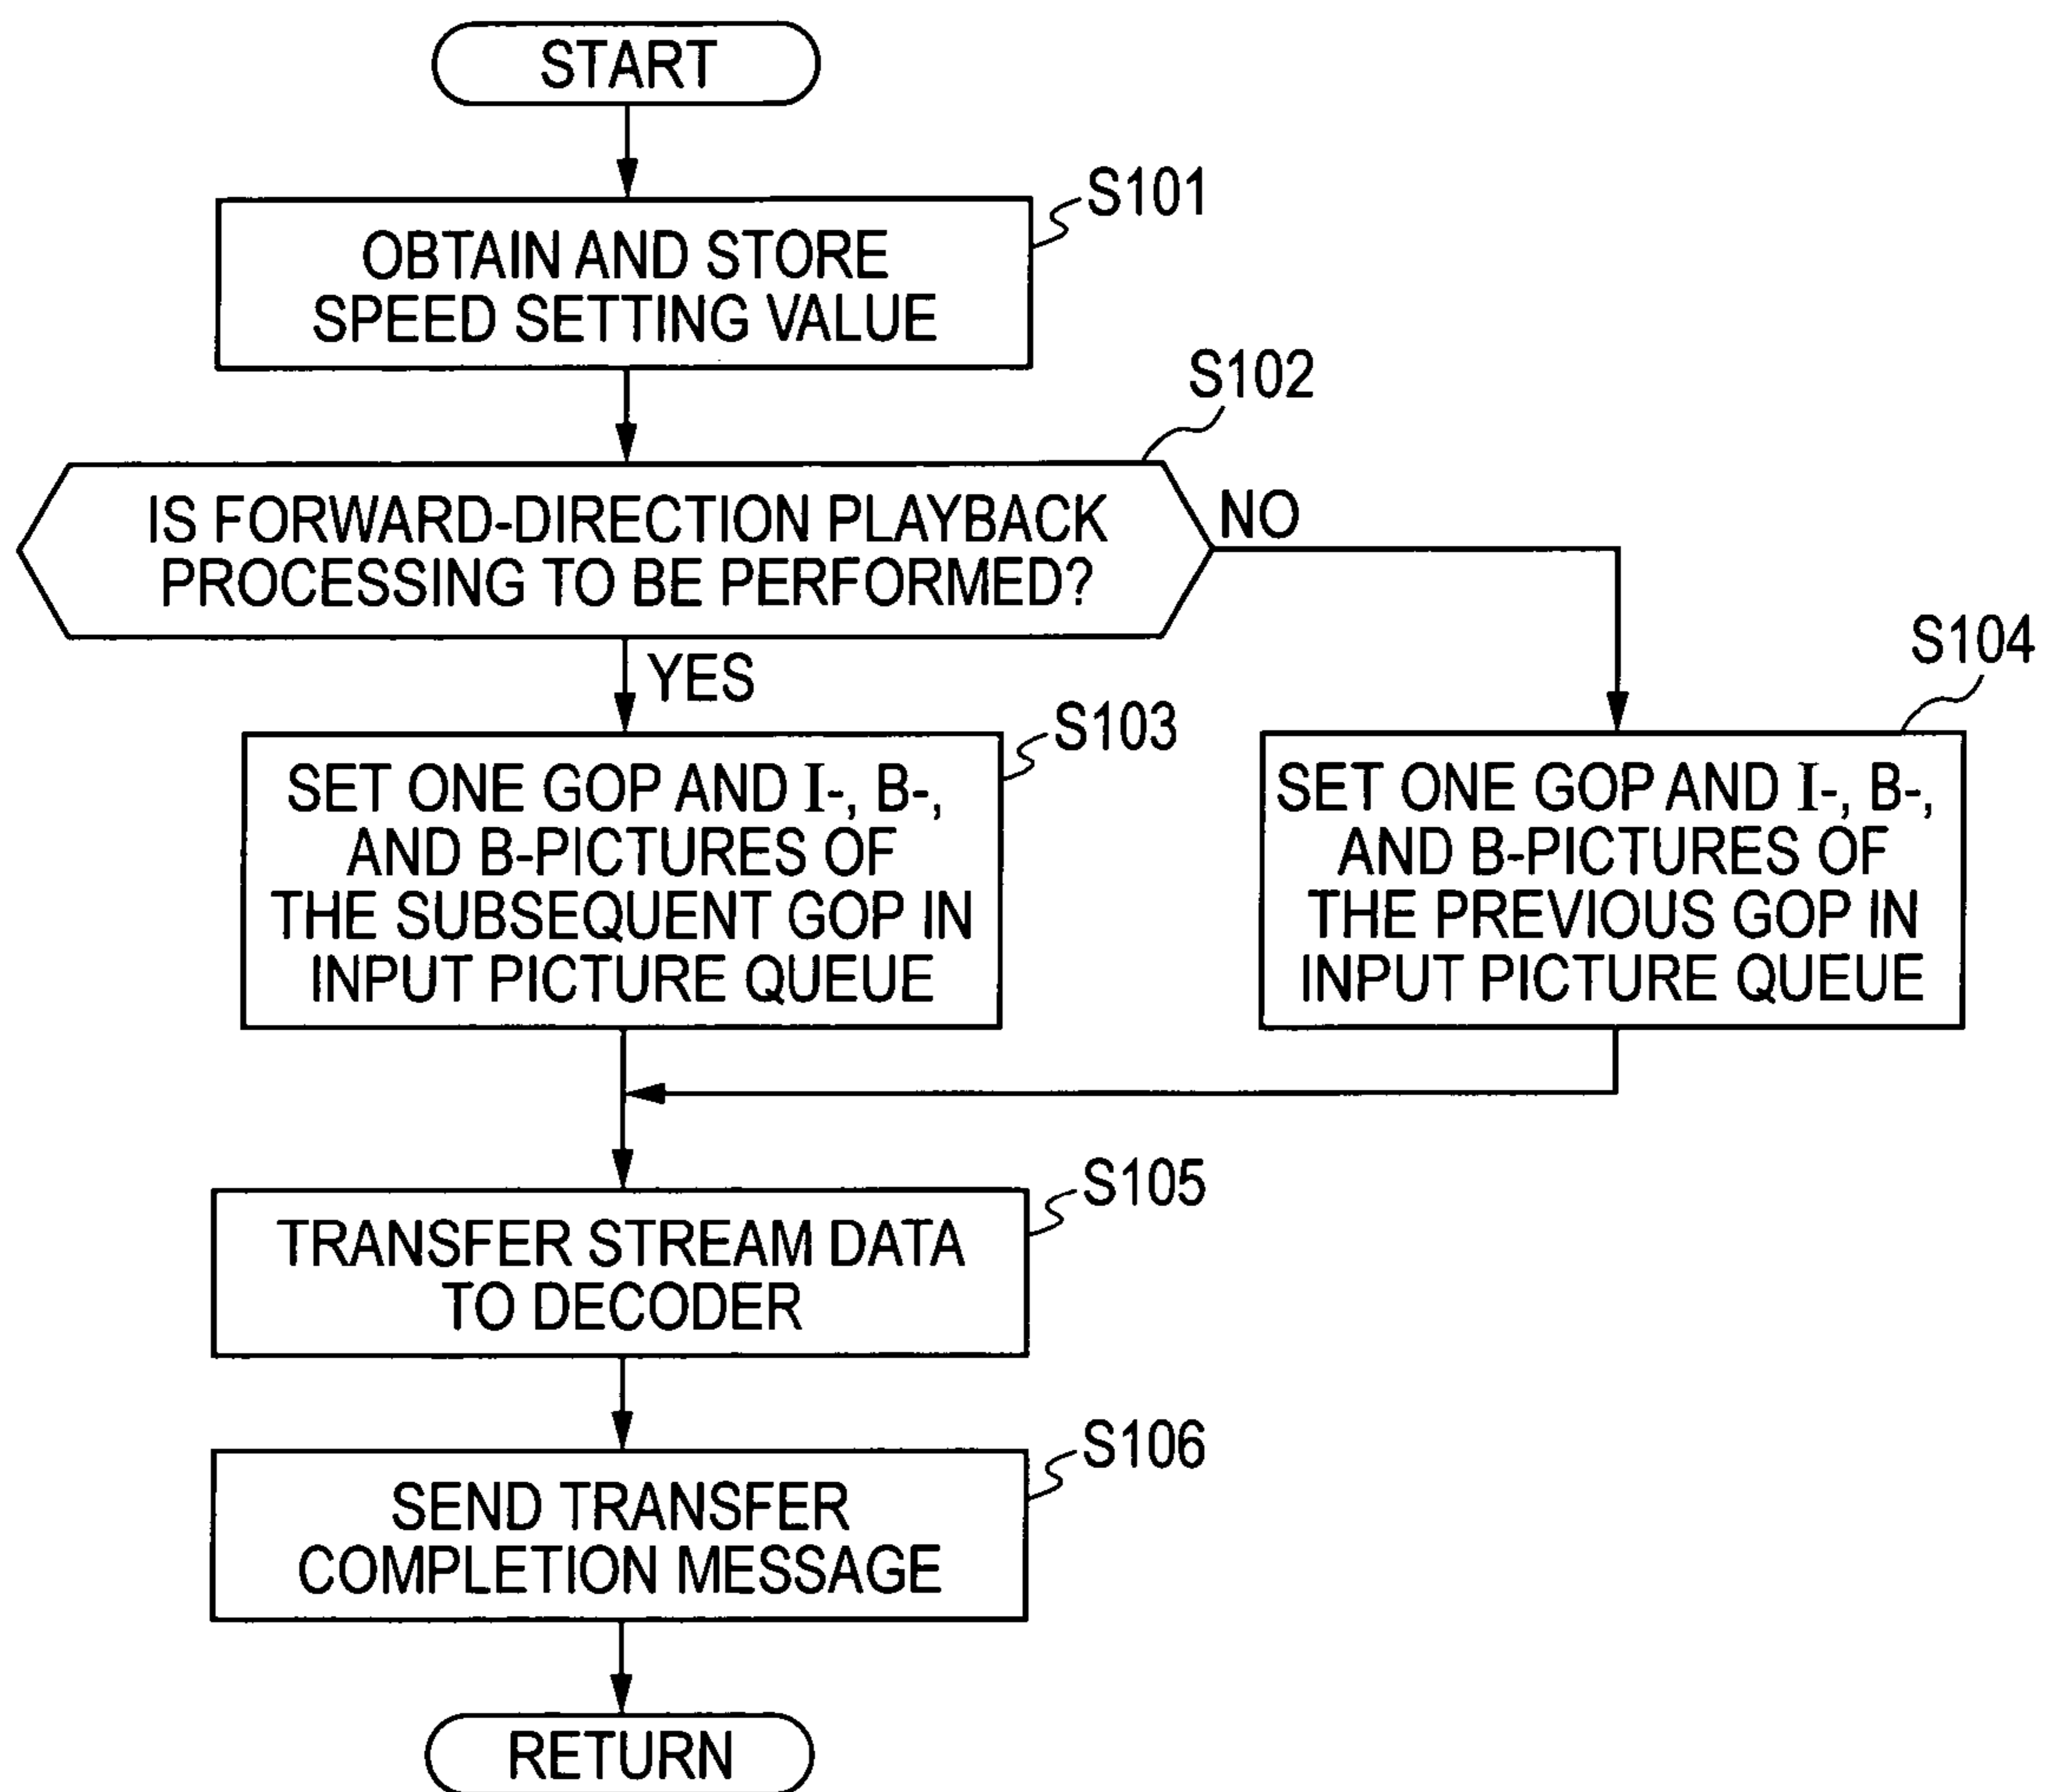 START
S101
OBTAIN AND STORE
SPEED SETTING VALUE
S102
IS FORWARD-DIRECTION PLAYBACK
PROCESSING TO BE PERFORMED?
NO
YES
S103
SET ONE GOP AND I-, B-,
AND B-PICTURES OF
THE SUBSEQUENT GOP IN
INPUT PICTURE QUEUE
S104
SET ONE GOP AND I-, B-,
AND B-PICTURES OF
THE PREVIOUS GOP IN
INPUT PICTURE QUEUE
S105
TRANSFER STREAM DATA
TO DECODER
S106
SEND TRANSFER
COMPLETION MESSAGE
RETURN